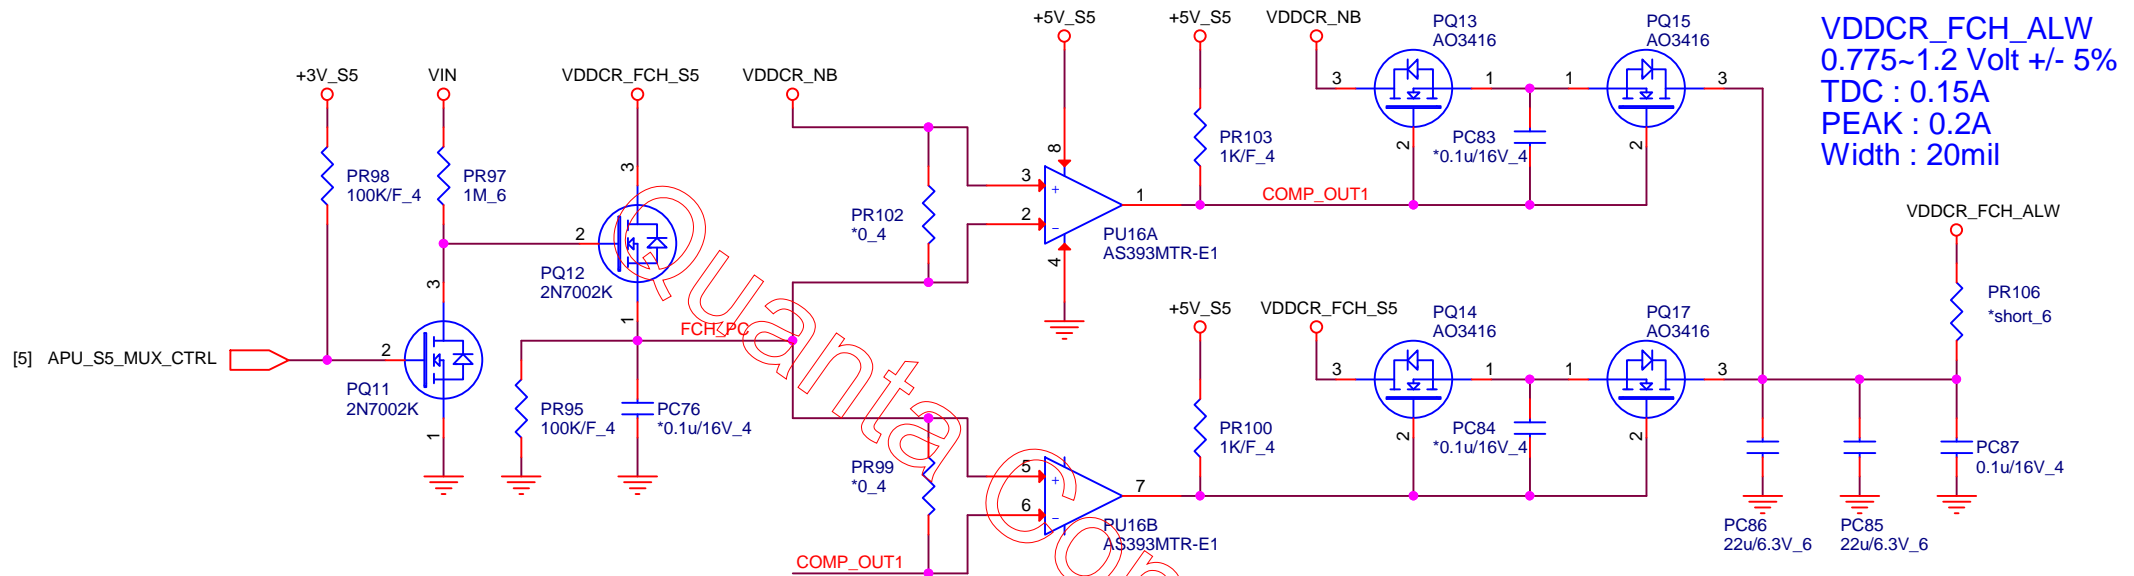 +5V_S5
+5V_S5
VDDCR_NB
PQ13
AO3416
PQ15
AO3416
VDDCR_FCH_ALW
0.775~1.2 Volt +/- 5%
TDC : 0.15A
PEAK : 0.2A
Width : 20mil
+3V_S5
VIN
VDDCR_FCH_S5
VDDCR_NB
3
1
1
3
PR98
100K/F_4
PR97
1M_6
3
8
PR103
1K/F_4
2
PC83
*0.1u/16V_4
2
3
+
1
COMP_OUT1
PR102
*0_4
2
−
PU16A
AS393MTR-E1
4
VDDCR_FCH_ALW
2
PQ12
2N7002K
3
1
FCH_PC
+5V_S5
VDDCR_FCH_S5
PQ14
AO3416
PQ17
AO3416
PR106
*short_6
[5] APU_S5_MUX_CTRL
2
PQ11
2N7002K
1
3
1
1
3
PR95
100K/F_4
PC76
*0.1u/16V_4
PR100
1K/F_4
2
PC84
*0.1u/16V_4
2
PR99
*0_4
5
+
7
6
−
PU16B
AS393MTR-E1
PC87
0.1u/16V_4
PC86
22u/6.3V_6
PC85
22u/6.3V_6
COMP_OUT1
Quanta Con